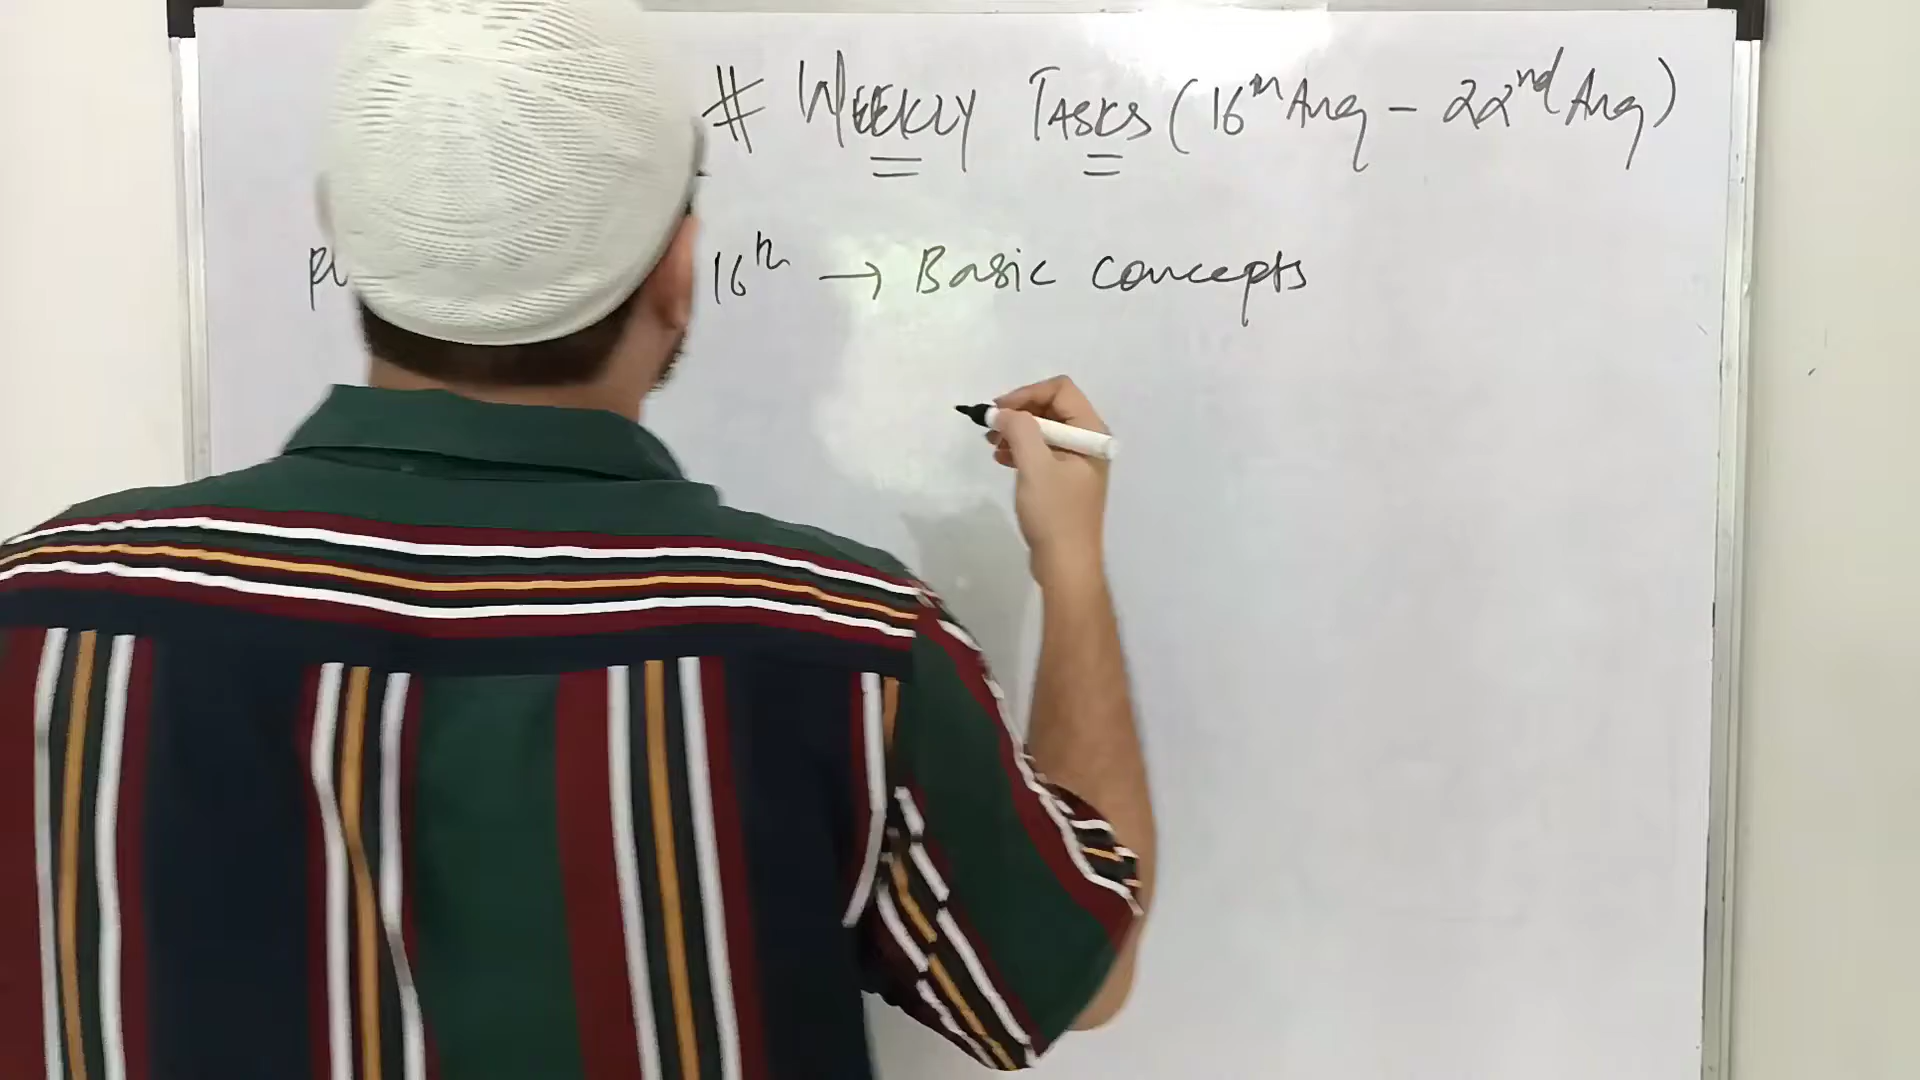 # WEEKLY TASKS (16th Aug - 22nd Aug)
16th → Basic concepts